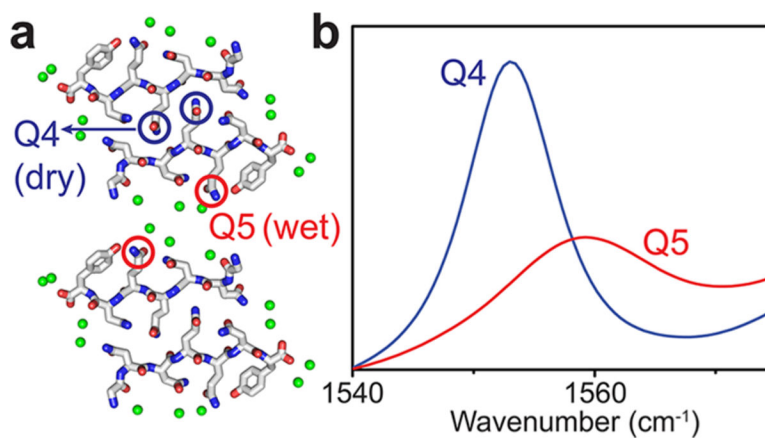 a
Q4
(dry)
Q5 (wet)
b
Q4
Q5
1540
1560
Wavenumber (cm⁻¹)